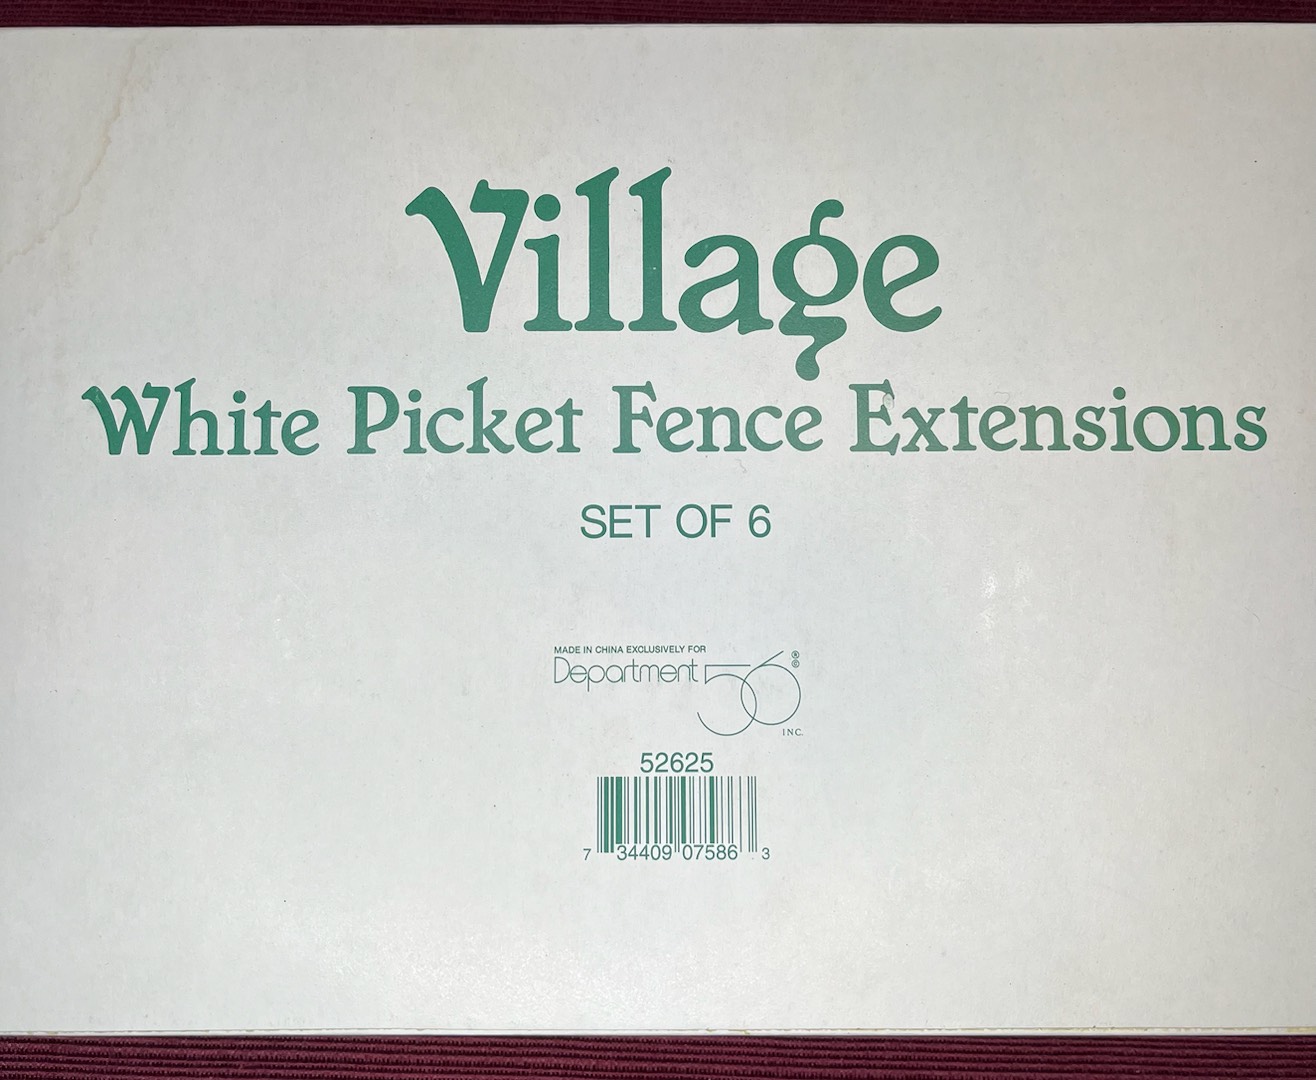 Village
White Picket Fence Extensions
SET OF 6
MADE IN CHINA EXCLUSIVELY FOR
Department 56 ® ©
INC.
52625
7 34409 07586 3